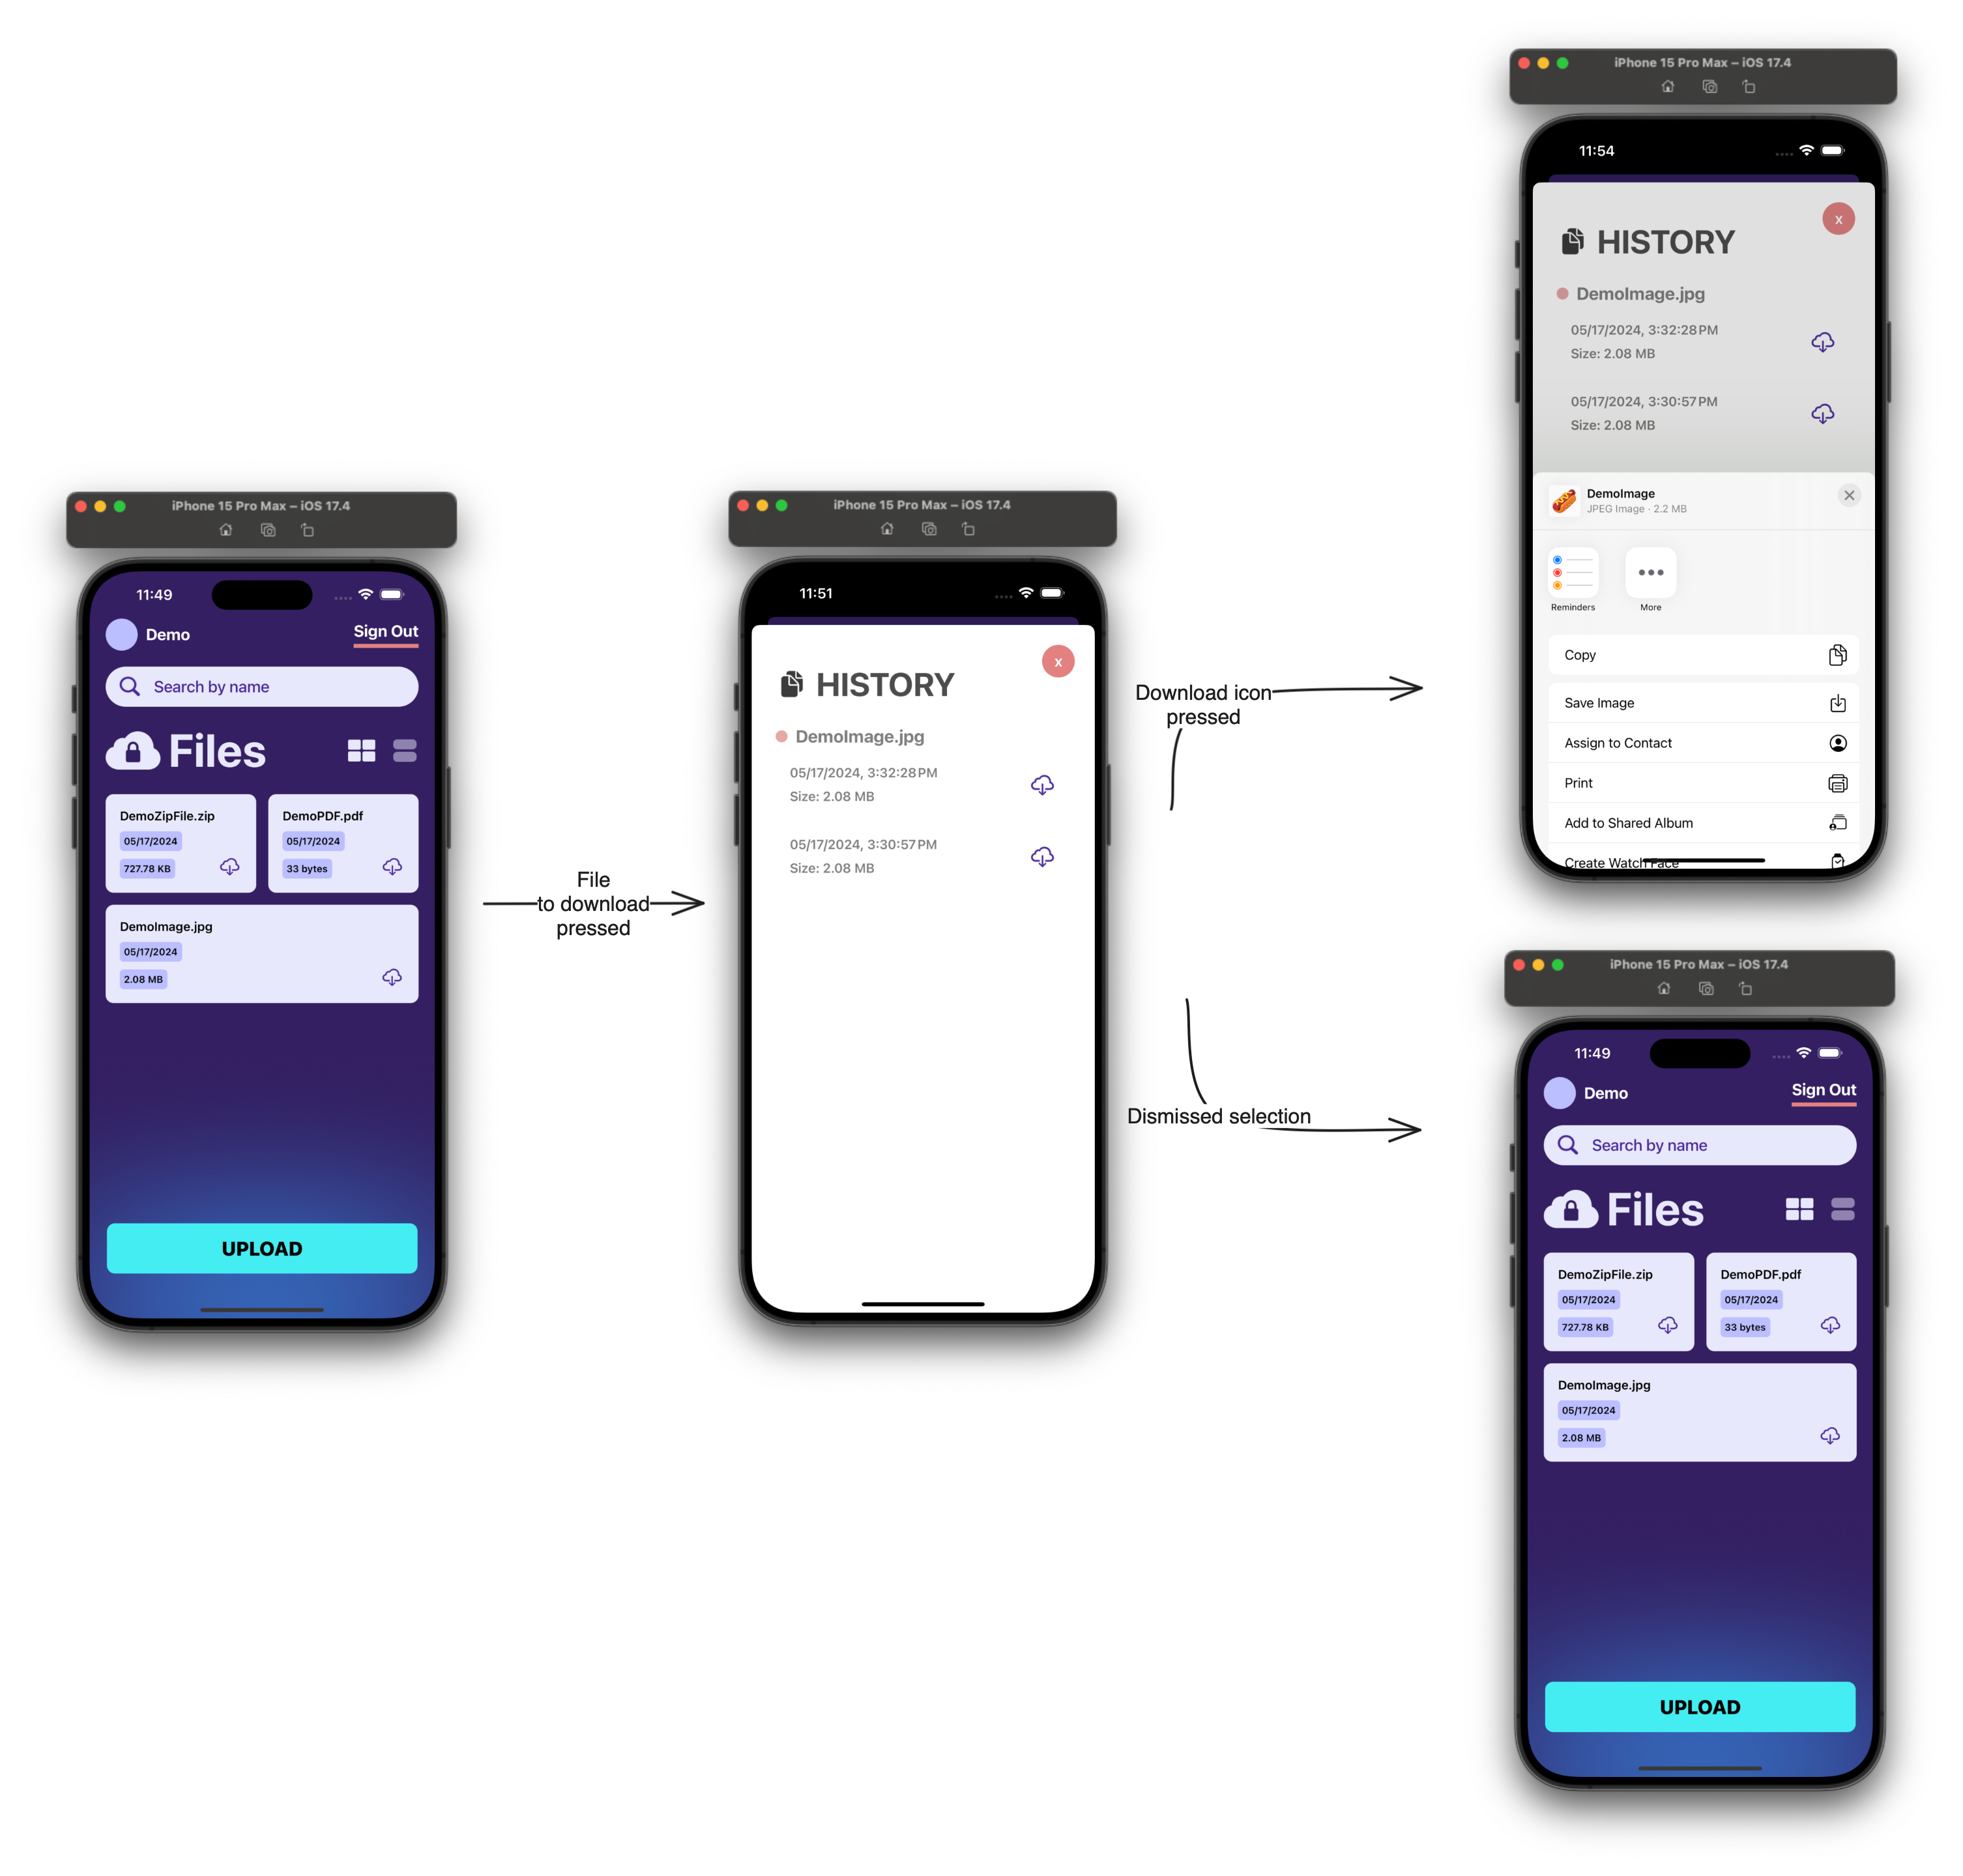 iPhone 15 Pro Max – iOS 17.4
11:49
Demo
Sign Out
Search by name
Files
DemoZipFile.zip
05/17/2024
727.78 KB
DemoPDF.pdf
05/17/2024
33 bytes
DemoImage.jpg
05/17/2024
2.08 MB
UPLOAD
File
to download
pressed
iPhone 15 Pro Max – iOS 17.4
11:51
x
HISTORY
DemoImage.jpg
05/17/2024, 3:32:28 PM
Size: 2.08 MB
05/17/2024, 3:30:57 PM
Size: 2.08 MB
Download icon
pressed
iPhone 15 Pro Max – iOS 17.4
11:54
x
HISTORY
DemoImage.jpg
05/17/2024, 3:32:28 PM
Size: 2.08 MB
05/17/2024, 3:30:57 PM
Size: 2.08 MB
DemoImage
JPEG Image · 2.2 MB
Reminders
More
Copy
Save Image
Assign to Contact
Print
Add to Shared Album
Create Watch Face
Dismissed selection
iPhone 15 Pro Max – iOS 17.4
11:49
Demo
Sign Out
Search by name
Files
DemoZipFile.zip
05/17/2024
727.78 KB
DemoPDF.pdf
05/17/2024
33 bytes
DemoImage.jpg
05/17/2024
2.08 MB
UPLOAD